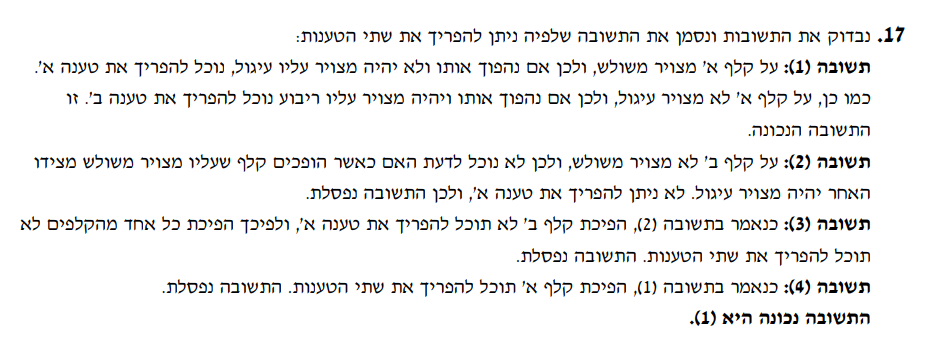 17. נבדוק את התשובות ונסמן את התשובה שלפיה ניתן להפריך את שתי הטענות:
תשובה (1): על קלף א' מצויר משולש, ולכן אם נהפוך אותו ולא יהיה מצויר עליו עיגול, נוכל להפריך את טענה א'.
כמו כן, על קלף א' לא מצויר עיגול, ולכן אם נהפוך אותו ויהיה מצויר עליו ריבוע נוכל להפריך את טענה ב'. זו
התשובה הנכונה.
תשובה (2): על קלף ב' לא מצויר משולש, ולכן לא נוכל לדעת האם כאשר הופכים קלף שעליו מצויר משולש מצידו
האחר יהיה מצויר עיגול. לא ניתן להפריך את טענה א', ולכן התשובה נפסלת.
תשובה (3): כנאמר בתשובה (2), הפיכת קלף ב' לא תוכל להפריך את טענה א', ולפיכך הפיכת כל אחד מהקלפים לא
תוכל להפריך את שתי הטענות. התשובה נפסלת.
תשובה (4): כנאמר בתשובה (1), הפיכת קלף א' תוכל להפריך את שתי הטענות. התשובה נפסלת.
התשובה נכונה היא (1).